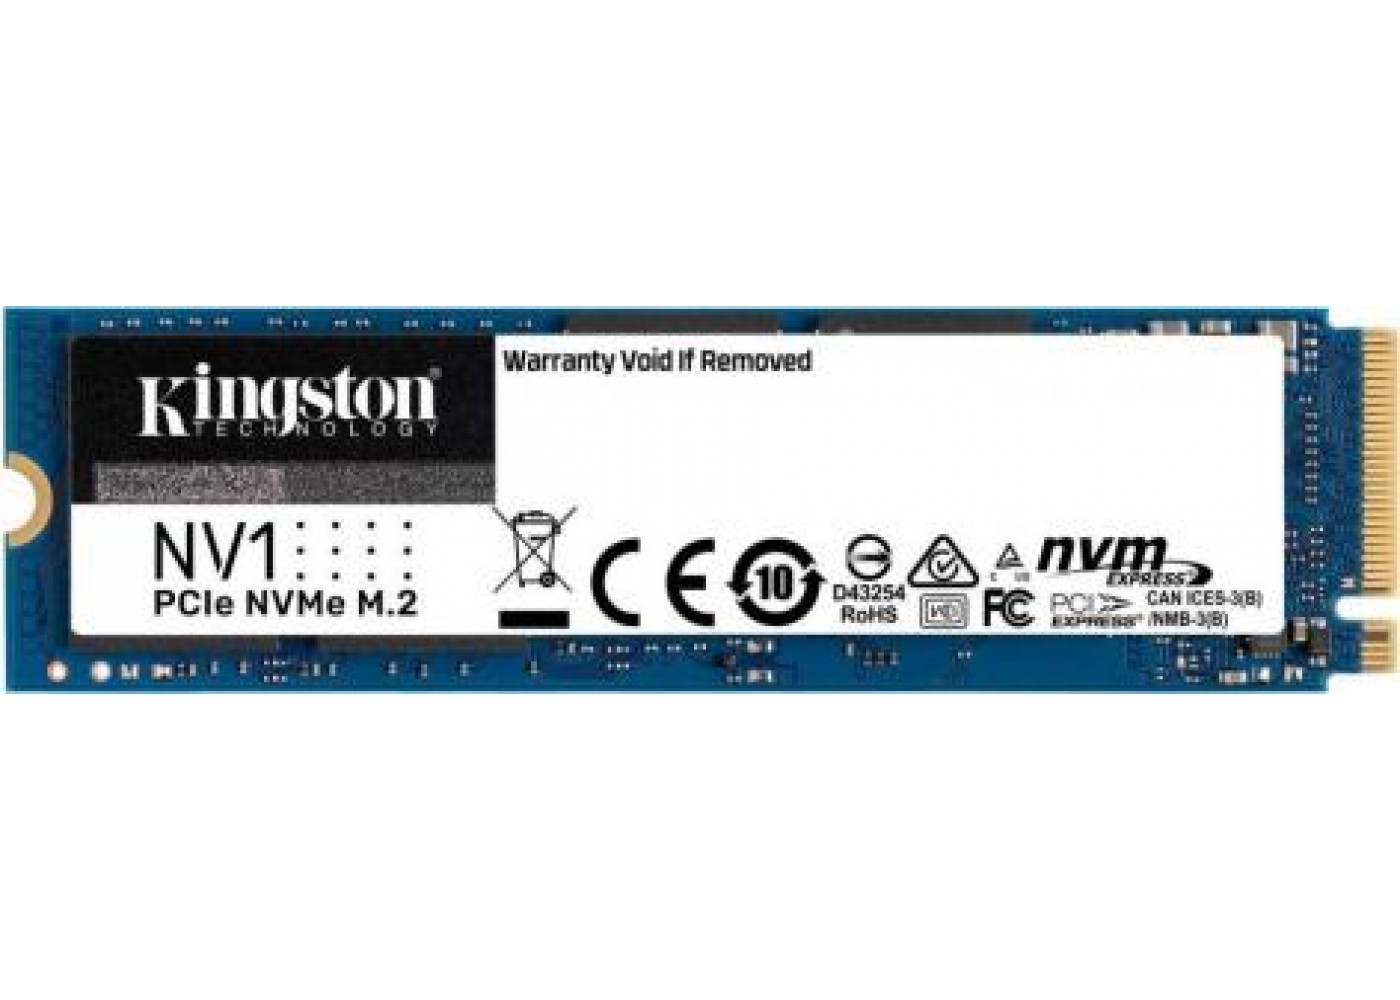 Kingston®
TECHNOLOGY
Warranty Void If Removed
NV1
PCIe NVMe M.2
CE
10
D43254
RoHS
FC
nvm
EXPRESS
PCI
EXPRESS®
CAN ICES-3(B)
/NMB-3(B)
M